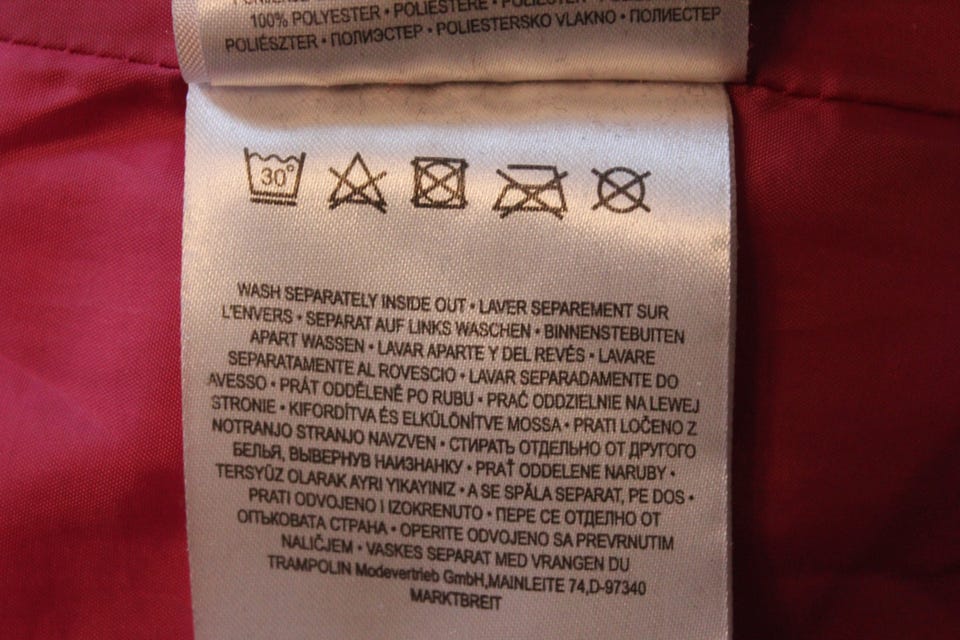 100% POLYESTER • POLIESTERE • POLIESTER •
POLIÉSZTER • ПОЛИЭСТЕР • POLIESTERSKO VLAKNO • ПОЛИЕСТЕР
30°
WASH SEPARATELY INSIDE OUT • LAVER SEPAREMENT SUR
L'ENVERS • SEPARAT AUF LINKS WASCHEN • BINNENSTEBUITEN
APART WASSEN • LAVAR APARTE Y DEL REVÉS • LAVARE
SEPARATAMENTE AL ROVESCIO • LAVAR SEPARADAMENTE DO
AVESSO • PRÁT ODDĚLENĚ PO RUBU • PRAĆ ODDZIELNIE NA LEWEJ
STRONIE • KIFORDÍTVA ÉS ELKÜLÖNÍTVE MOSSA • PRATI LOČENO Z
NOTRANJO STRANJO NAVZVEN • СТИРАТЬ ОТДЕЛЬНО ОТ ДРУГОГО
БЕЛЬЯ, ВЫВЕРНУВ НАИЗНАНКУ • PRAŤ ODDELENE NARUBY •
TERSYÜZ OLARAK AYRI YIKAYINIZ • A SE SPĂLA SEPARAT, PE DOS •
PRATI ODVOJENO I IZOKRENUTO • ПЕРЕ СЕ ОТДЕЛНО ОТ
ОПЪКОВАТА СТРАНА • OPERITE ODVOJENO SA PREVRNUTIM
NALIČJEM • VASKES SEPARAT MED VRANGEN DU
TRAMPOLIN Modevertrieb GmbH,MAINLEITE 74,D-97340
MARKTBREIT